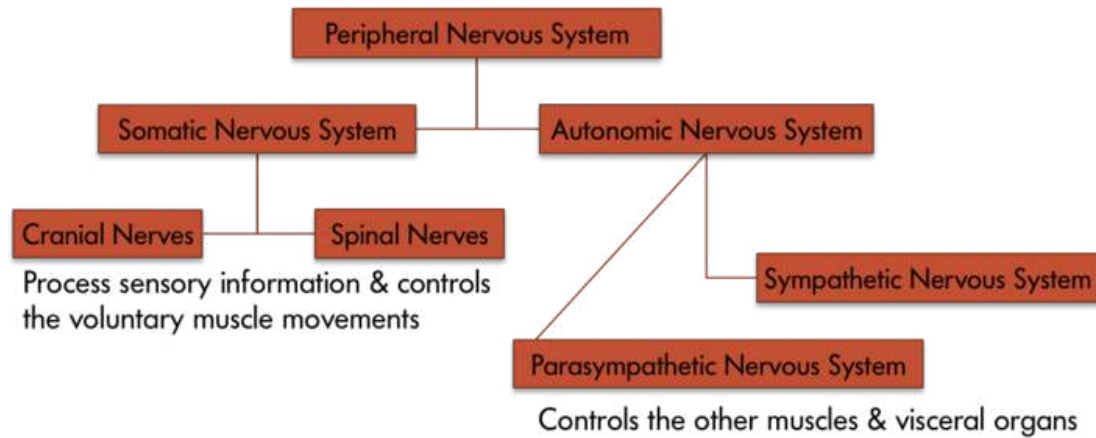 Peripheral Nervous System
Somatic Nervous System
Autonomic Nervous System
Cranial Nerves
Spinal Nerves
Process sensory information & controls
the voluntary muscle movements
Sympathetic Nervous System
Parasympathetic Nervous System
Controls the other muscles & visceral organs